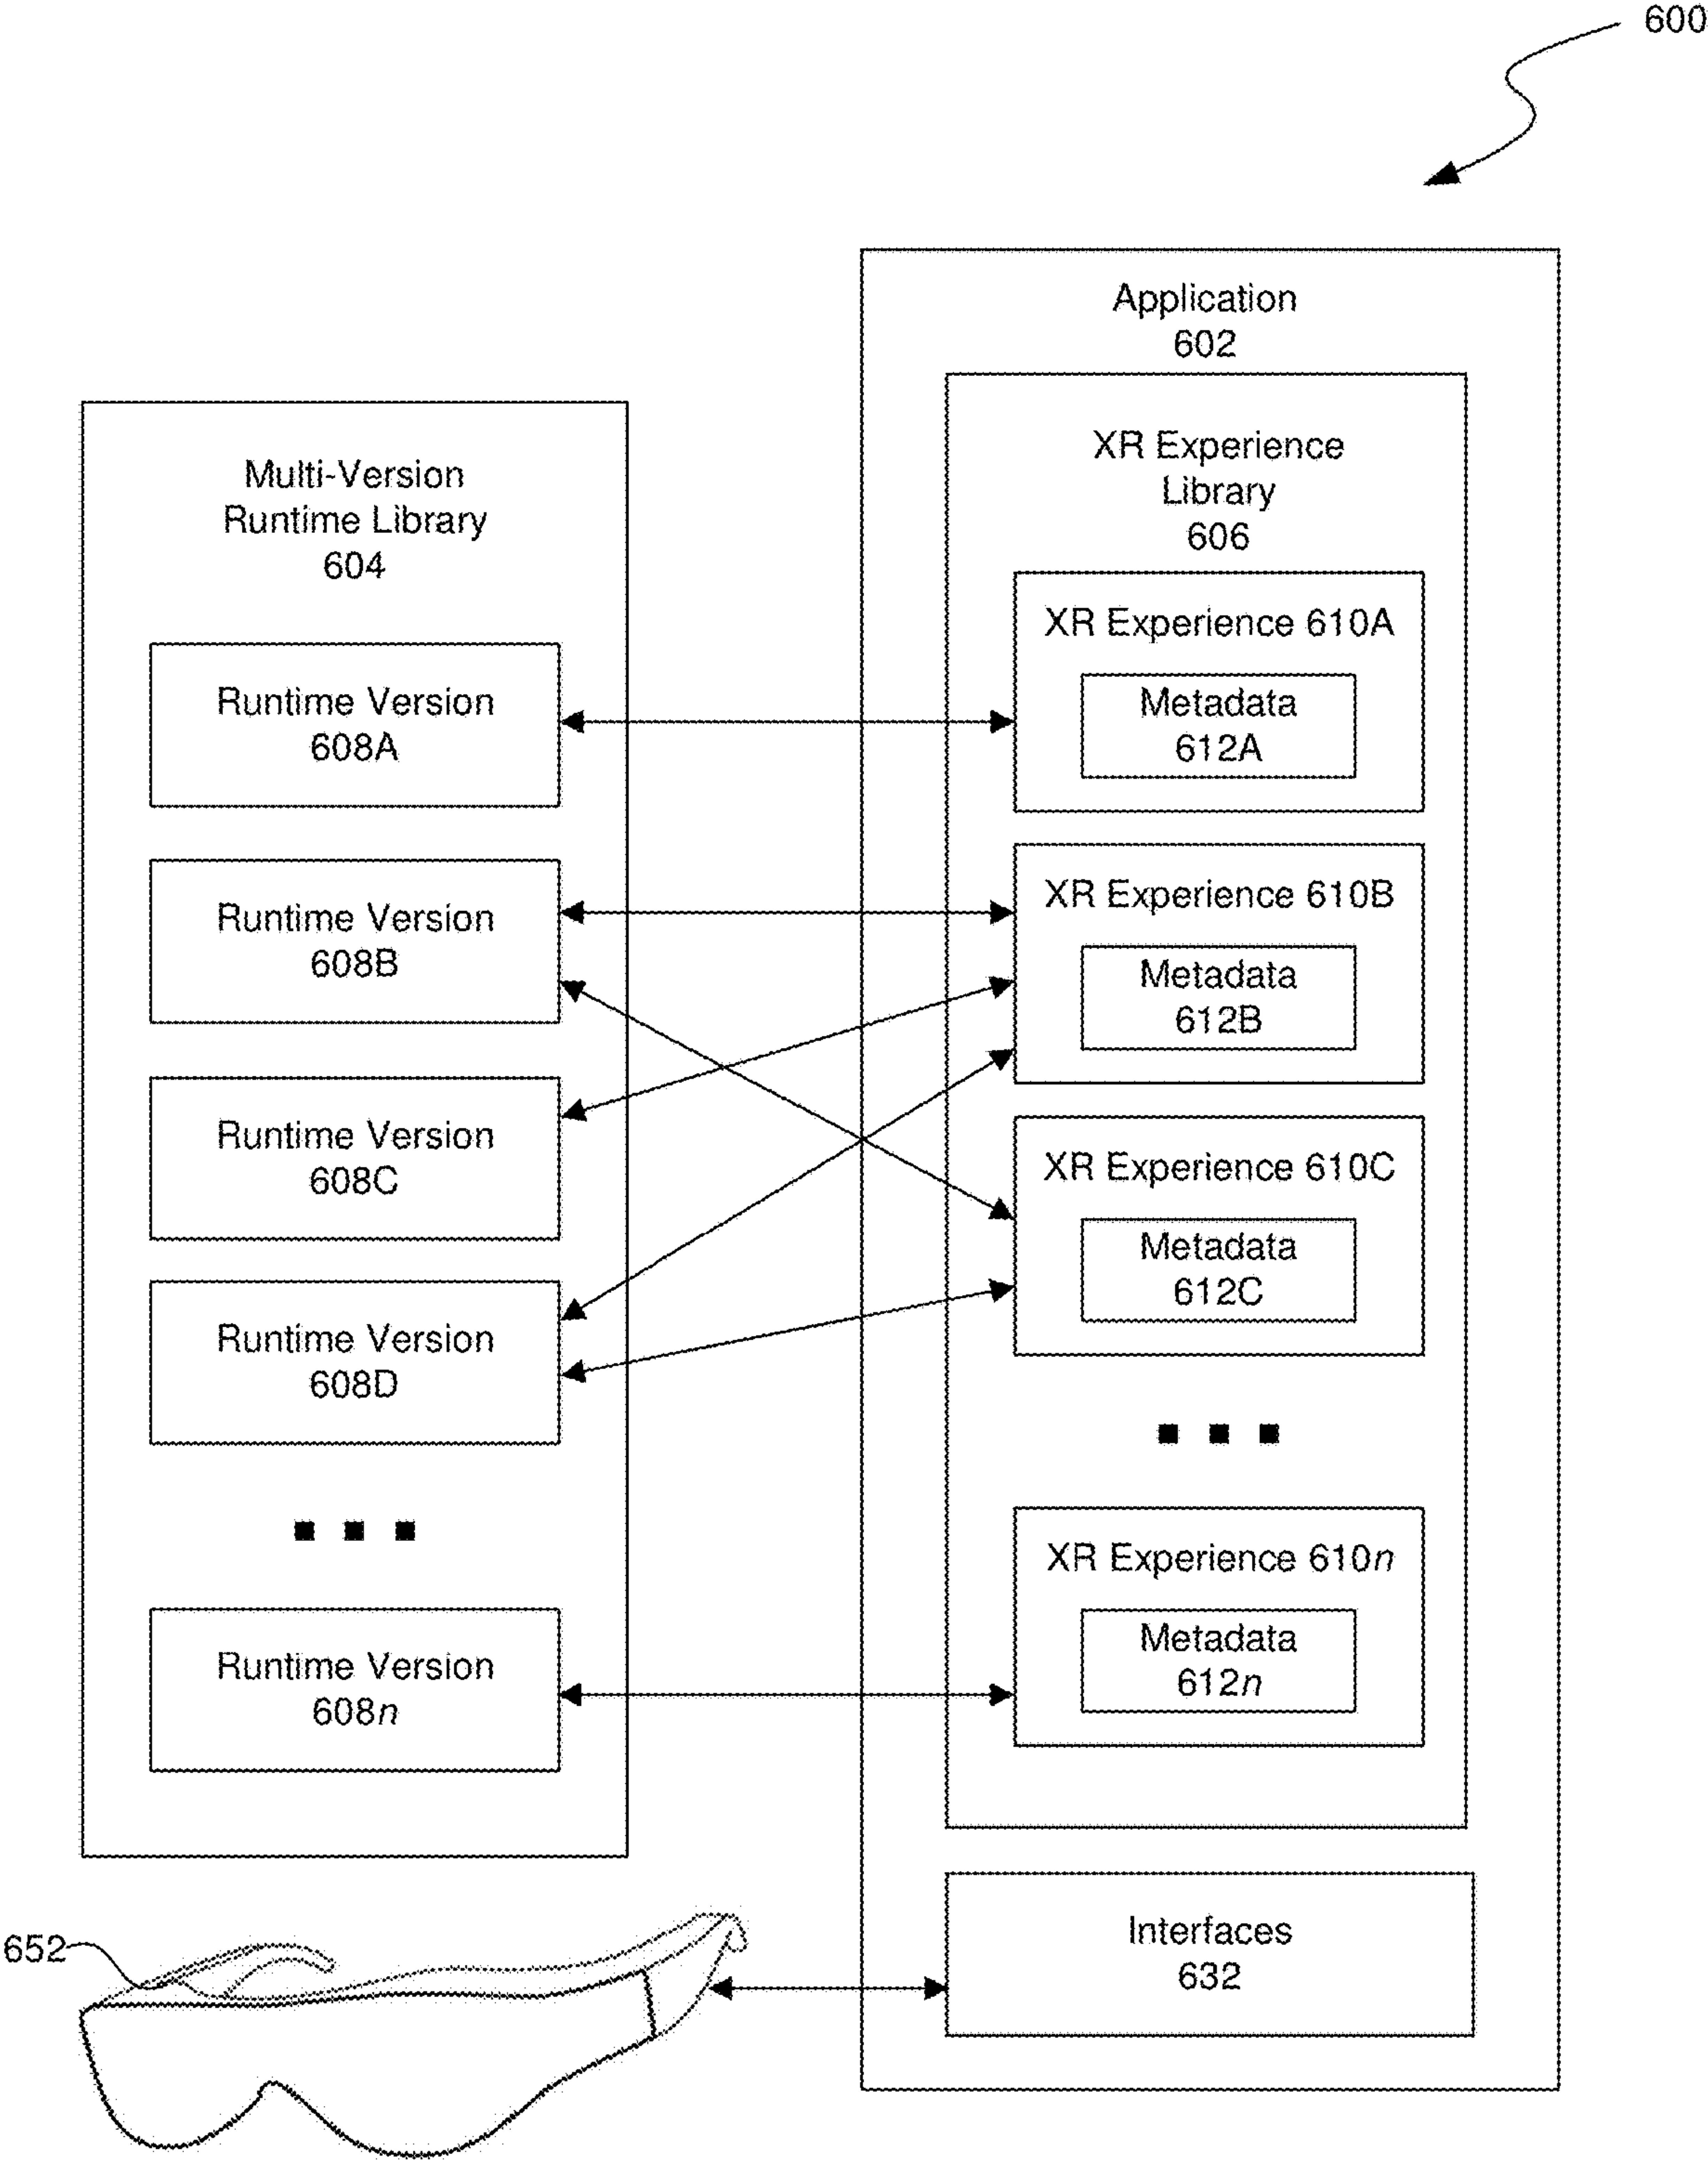 600
Application
602
XR Experience
Library
606
XR Experience 610A
Metadata
612A
XR Experience 610B
Metadata
612B
XR Experience 610C
Metadata
612C
XR Experience 610n
Metadata
612n
Interfaces
632
Multi-Version
Runtime Library
604
Runtime Version
608A
Runtime Version
608B
Runtime Version
608C
Runtime Version
608D
Runtime Version
608n
652